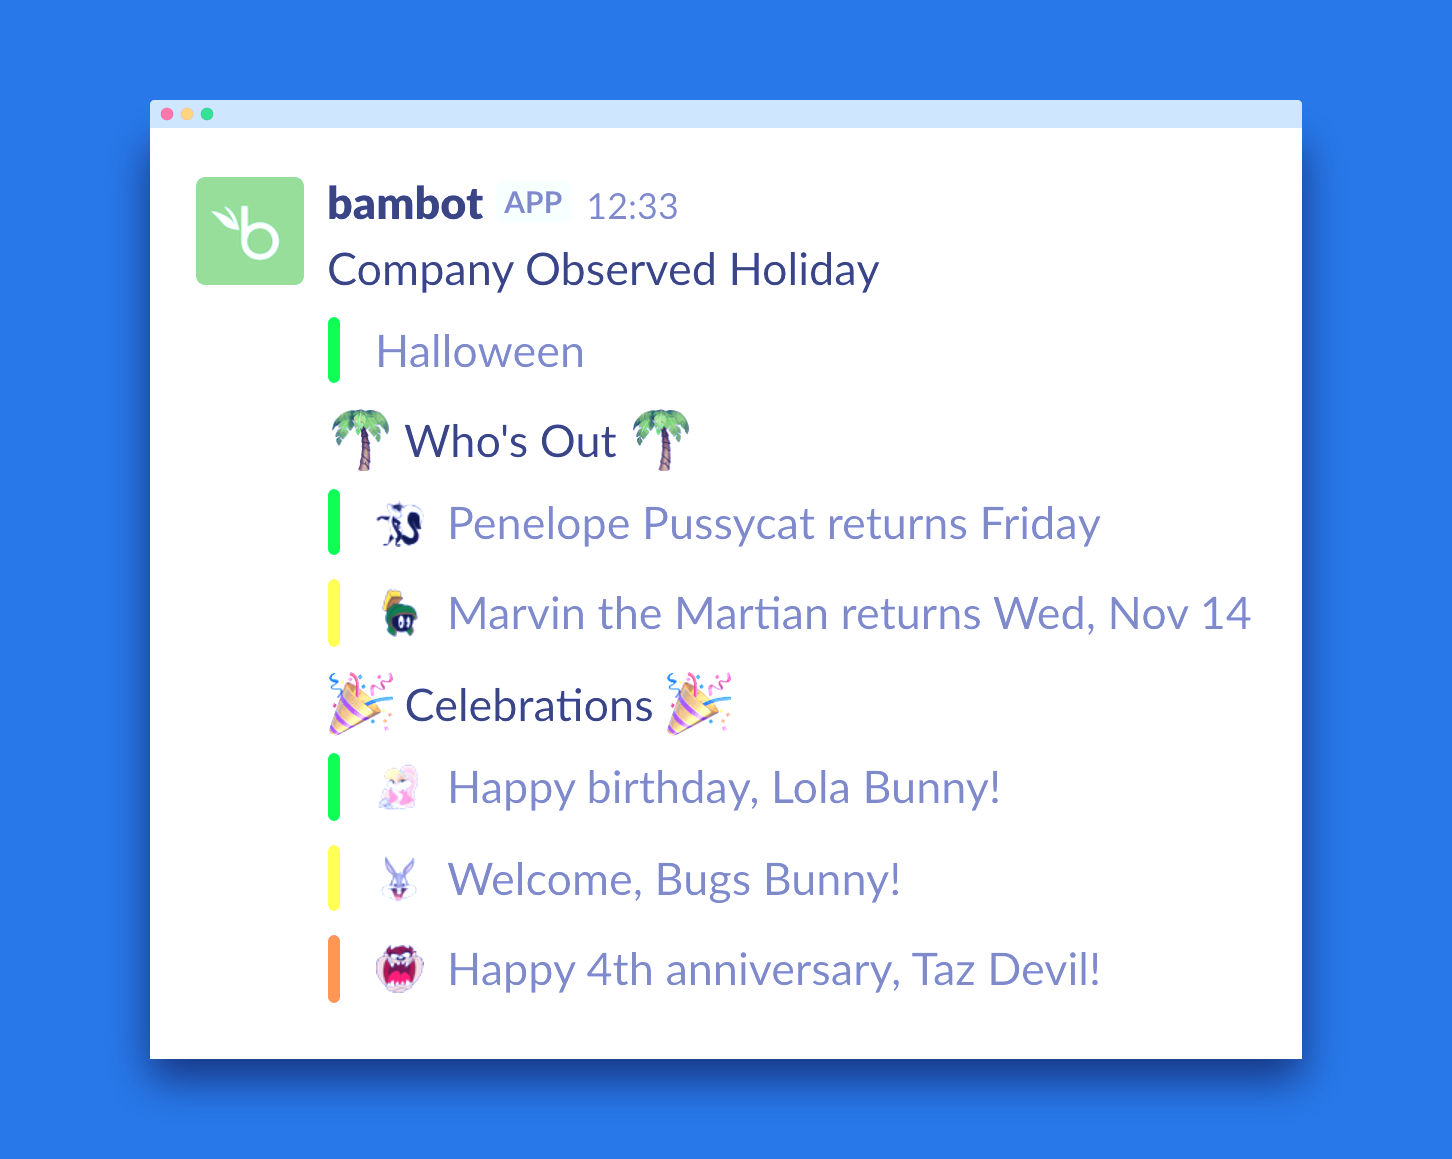 bambot APP 12:33
Company Observed Holiday
Halloween
Who's Out
Penelope Pussycat returns Friday
Marvin the Martian returns Wed, Nov 14
Celebrations
Happy birthday, Lola Bunny!
Welcome, Bugs Bunny!
Happy 4th anniversary, Taz Devil!